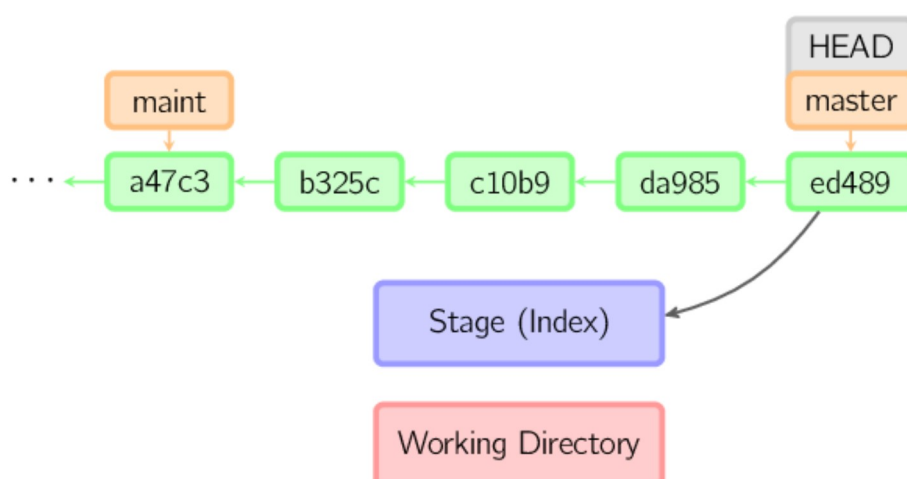 HEAD
maint
master
...
a47c3
b325c
c10b9
da985
ed489
Stage (Index)
Working Directory